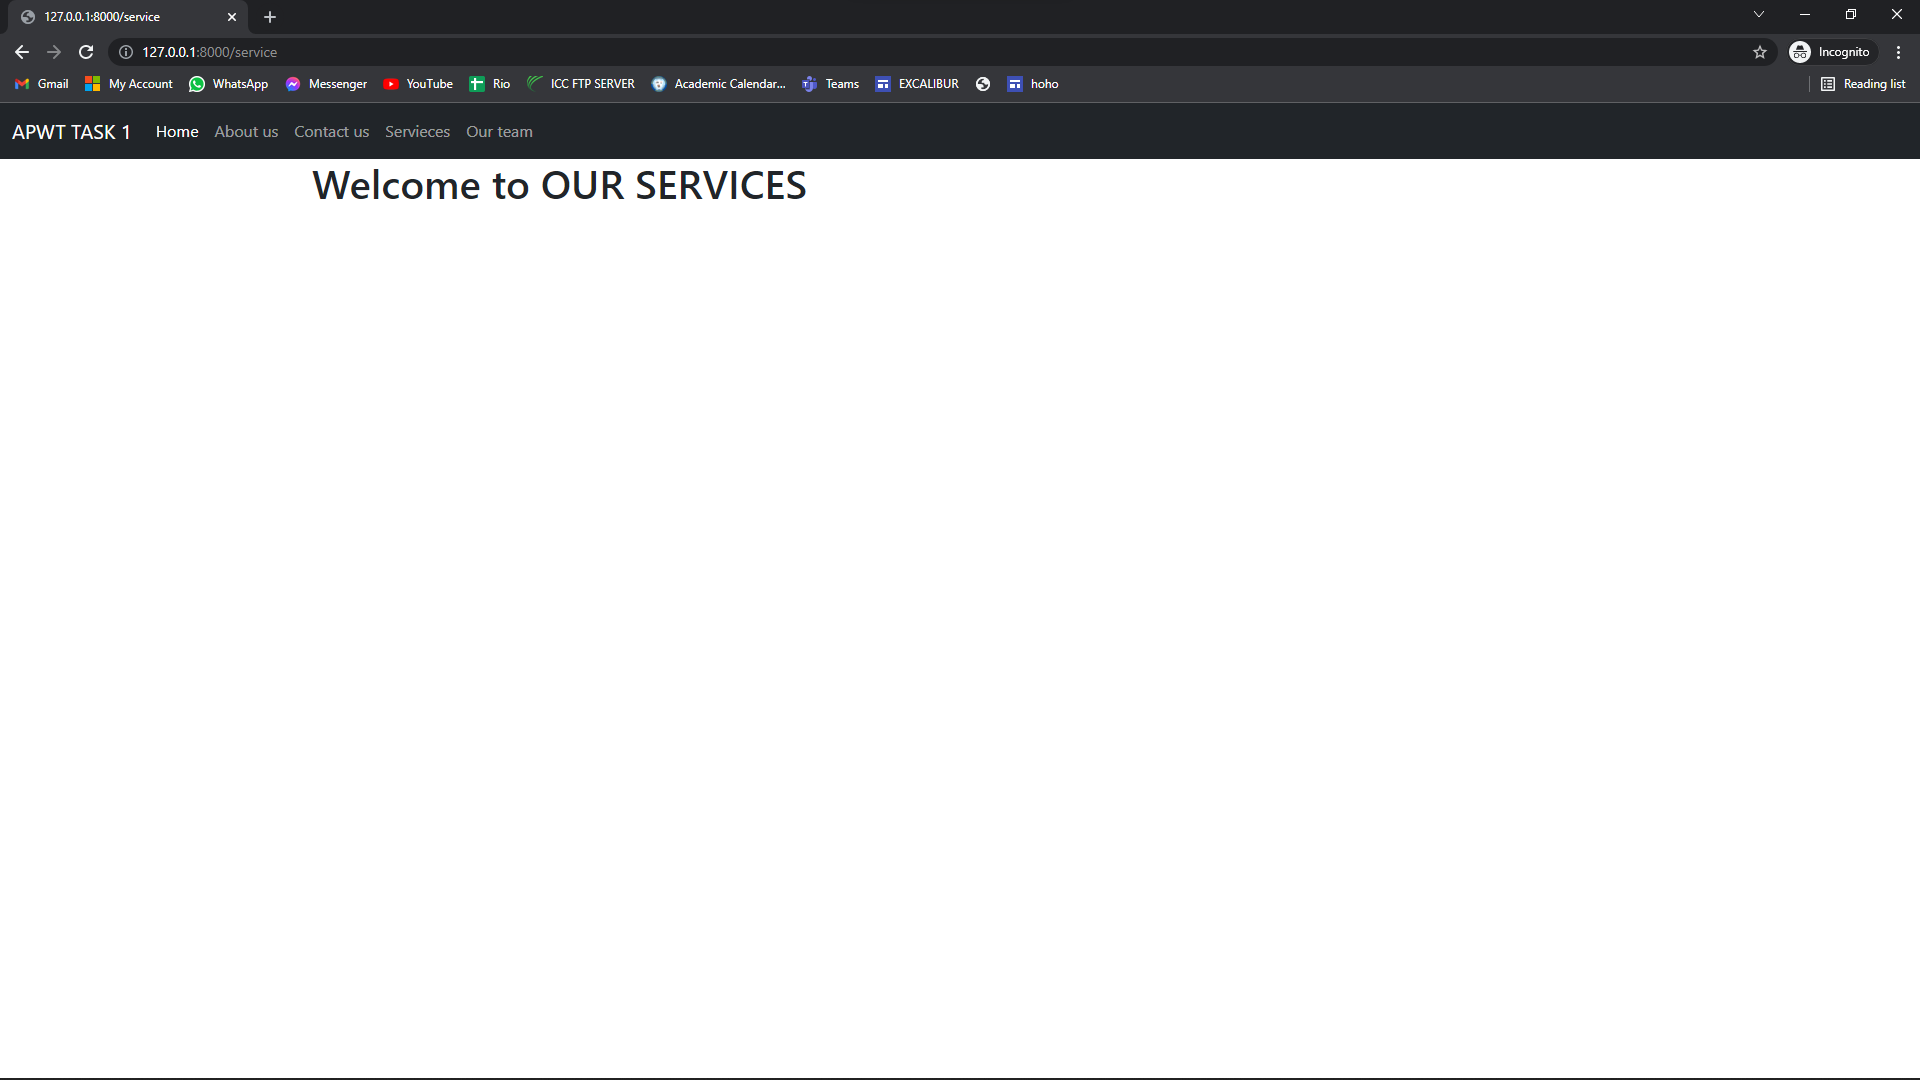 127.0.0.1:8000/service
127.0.0.1:8000/service
Incognito
Gmail My Account WhatsApp Messenger YouTube Rio ICC FTP SERVER Academic Calendar... Teams EXCALIBUR hoho Reading list
APWT TASK 1 Home About us Contact us Servieces Our team
Welcome to OUR SERVICES